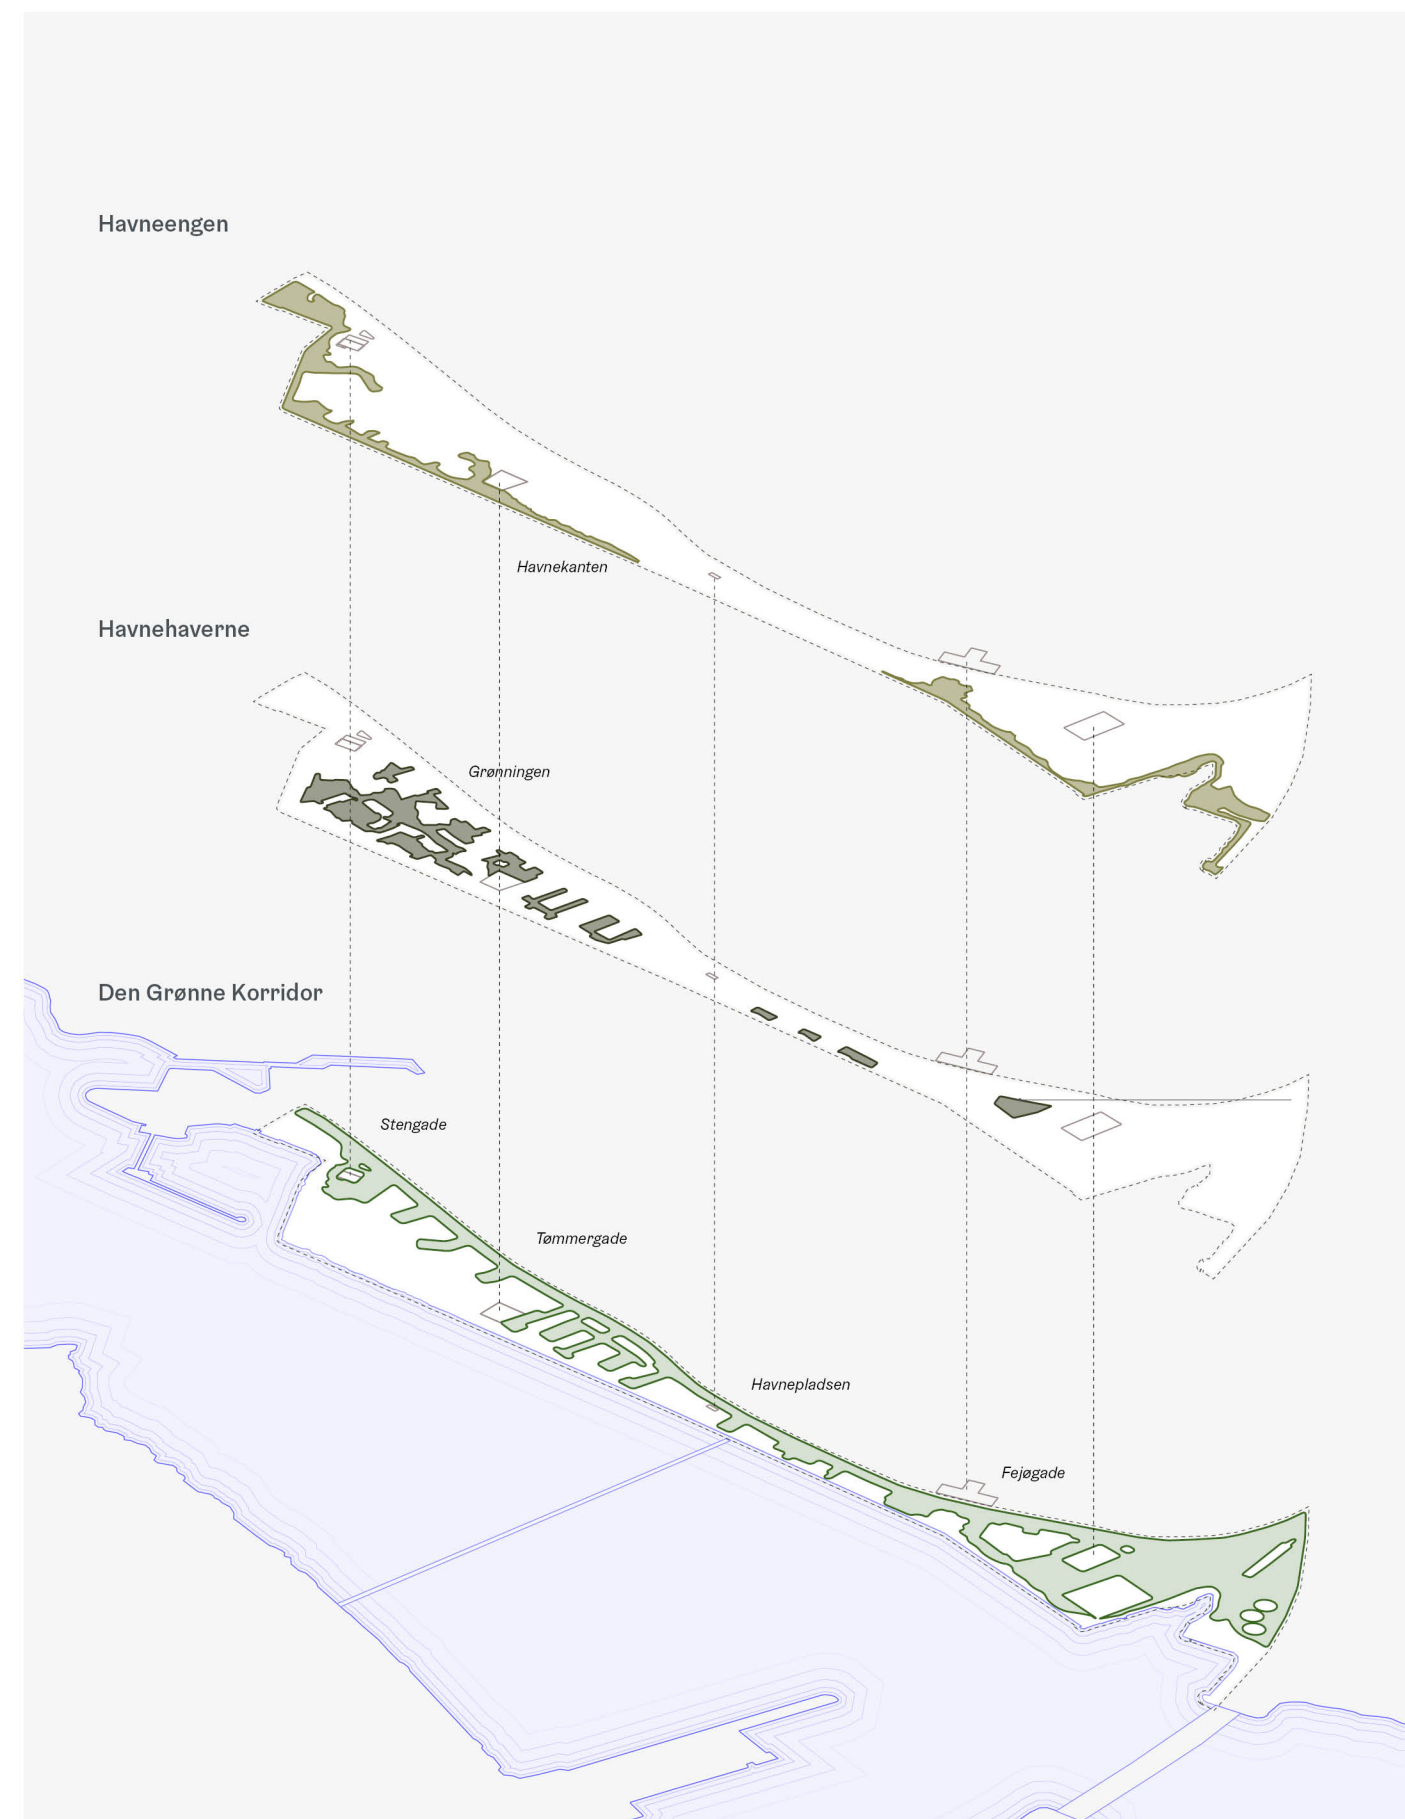 Havneengen
Havnekanten
Havnehaverne
Grønningen
Den Grønne Korridor
Stengade
Tømmergade
Havnepladsen
Fejøgade